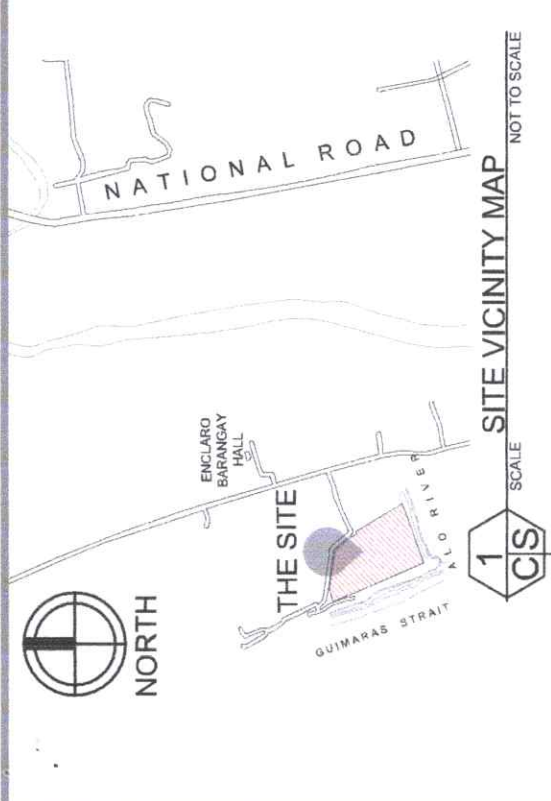 NATIONAL ROAD
ENCLARO
BARANGAY
HALL
THE SITE
ALO RIVER
GUIMARAS STRAIT
NORTH
1
CS
SITE VICINITY MAP
SCALE
NOT TO SCALE